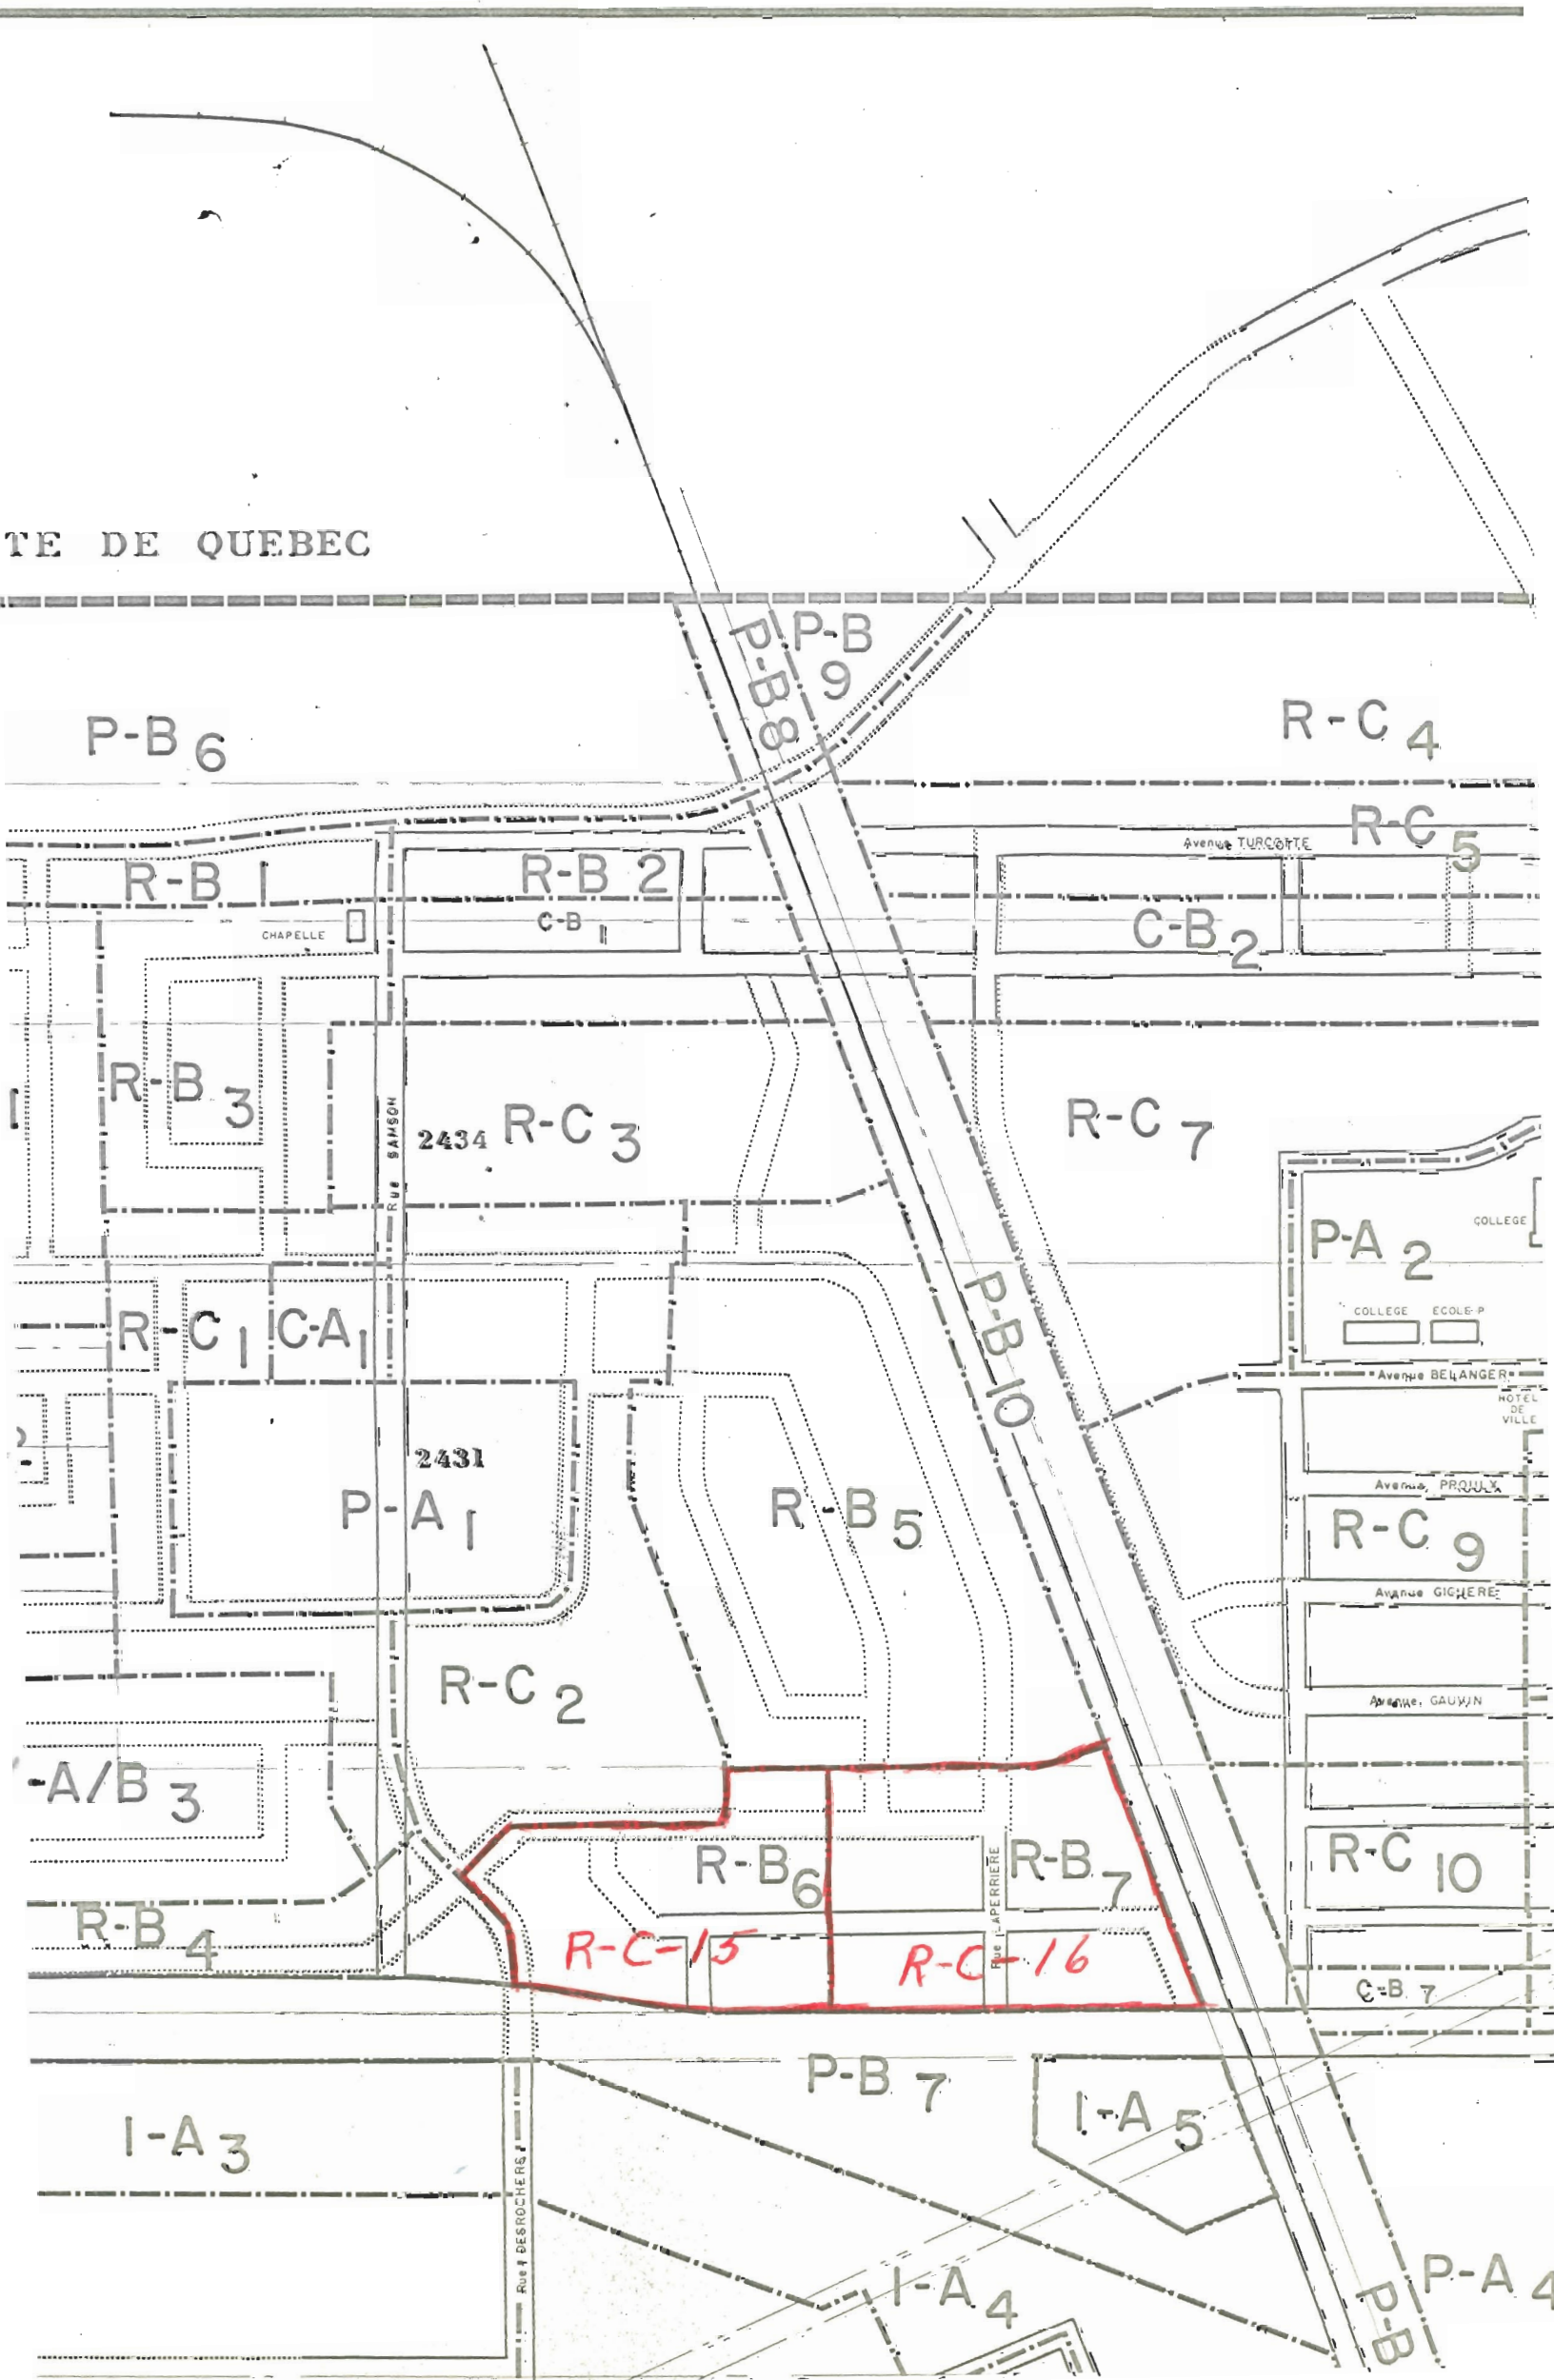 TE DE QUEBEC
P-B 8
P-B 9
P-B 6
R-C 4
R-C 5
Avenue TURCOTTE
R-B 1
R-B 2
C-B 1
CHAPELLE
C-B 2
R-B 3
Rue SAMSON
2434
R-C 3
R-C 7
P-A 2
COLLEGE
COLLEGE
ECOLE-P
R-C 1
C-A 1
P-B 10
Avenue BELANGER
HOTEL
DE
VILLE
2431
P-A 1
R-B 5
Avenue PROULX
R-C 9
Avenue GIGUERE
R-C 2
Avenue GAUVIN
-A/B 3
R-B 6
Rue LAPERRIERE
R-B 7
R-C 10
R-B 4
R-C-15
R-C-16
C-B 7
P-B 7
I-A 3
I-A 5
Rue DESROCHERS
I-A 4
P-B
P-A 4